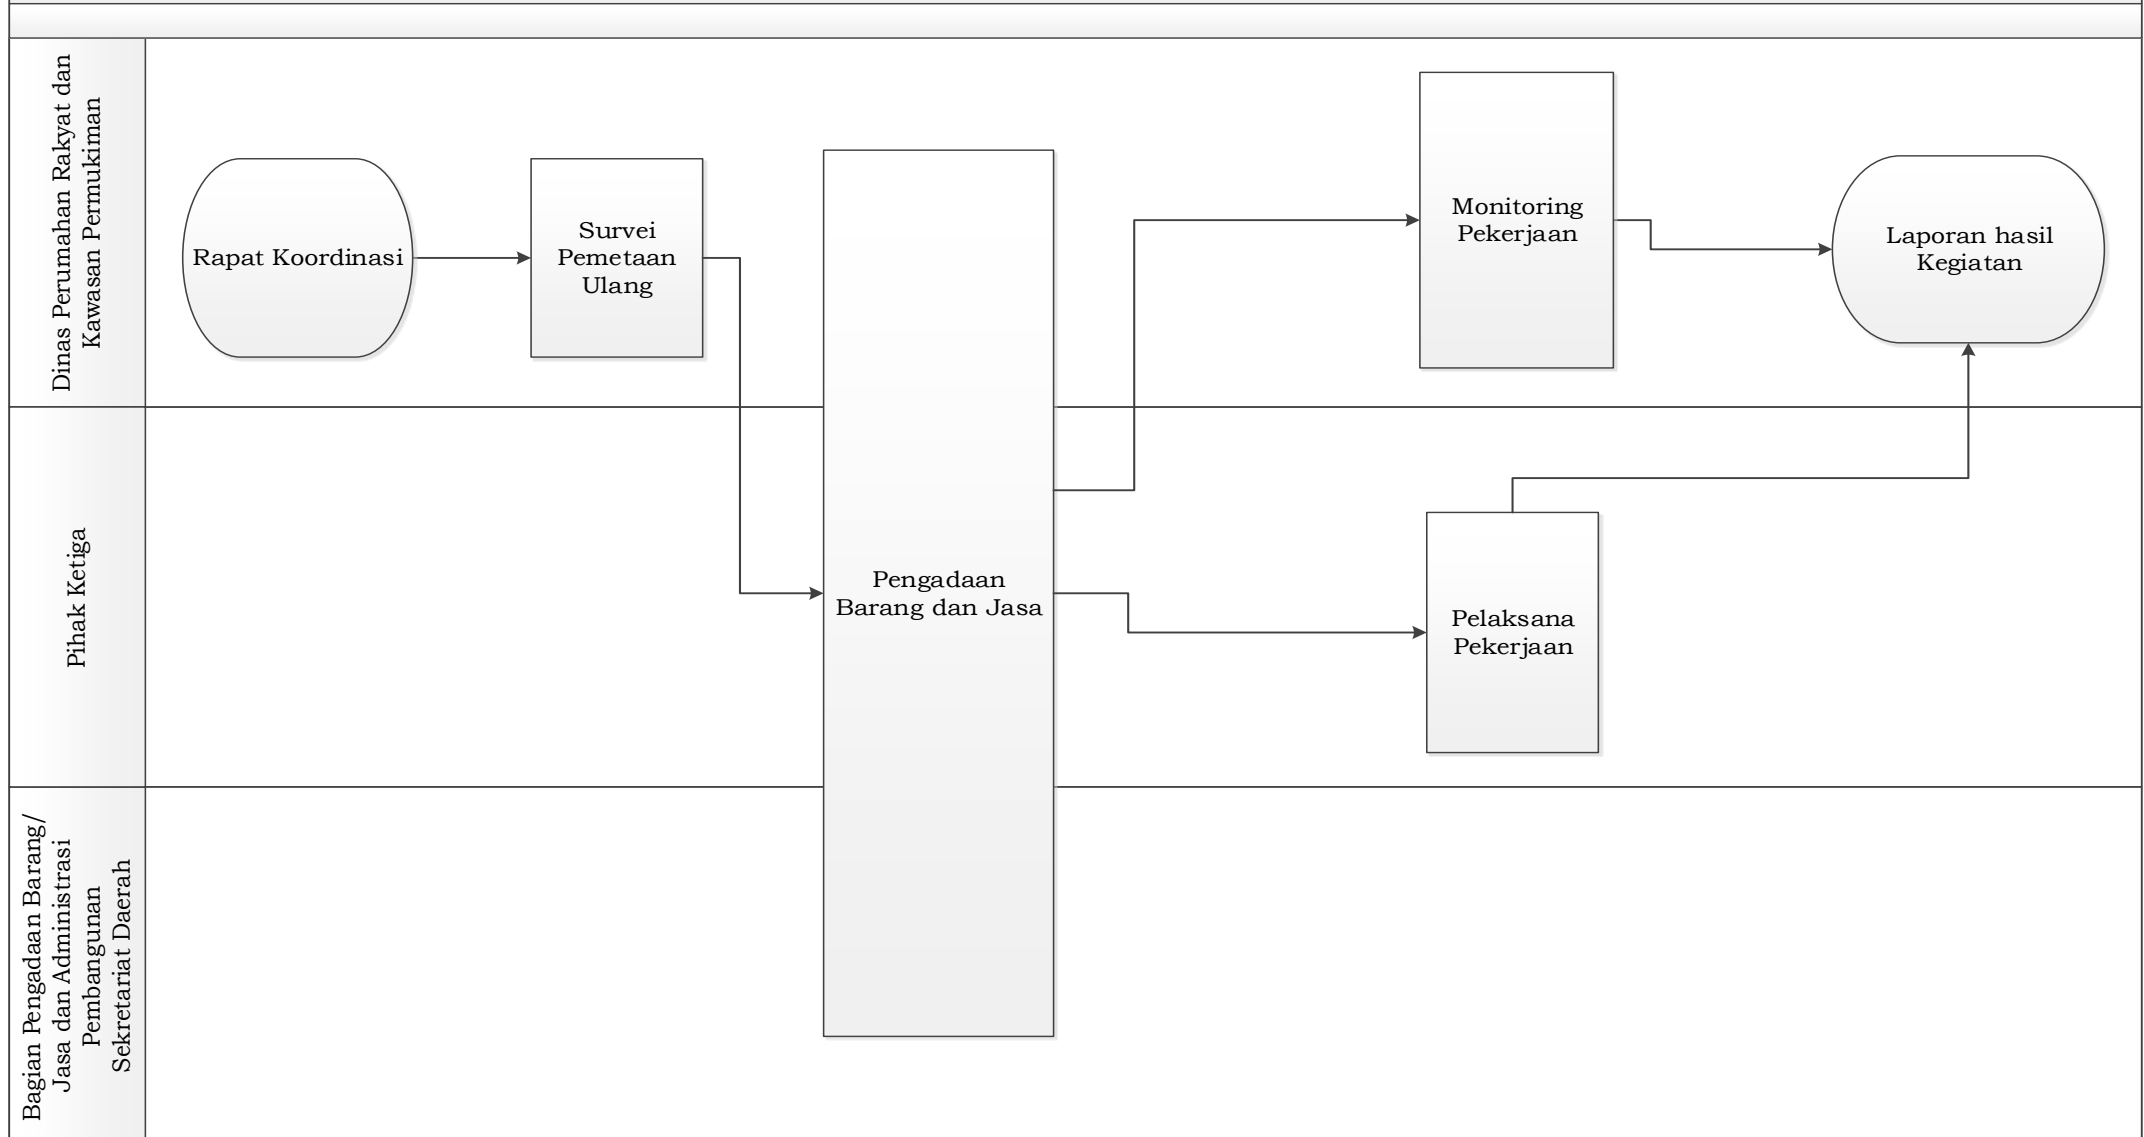 Dinas Perumahan Rakyat dan
Kawasan Permukiman
Rapat Koordinasi
Survei
Pemetaan
Ulang
Monitoring
Pekerjaan
Laporan hasil
Kegiatan
Pihak Ketiga
Pengadaan
Barang dan Jasa
Pelaksana
Pekerjaan
Bagian Pengadaan Barang/
Jasa dan Administrasi
Pembangunan
Sekretariat Daerah